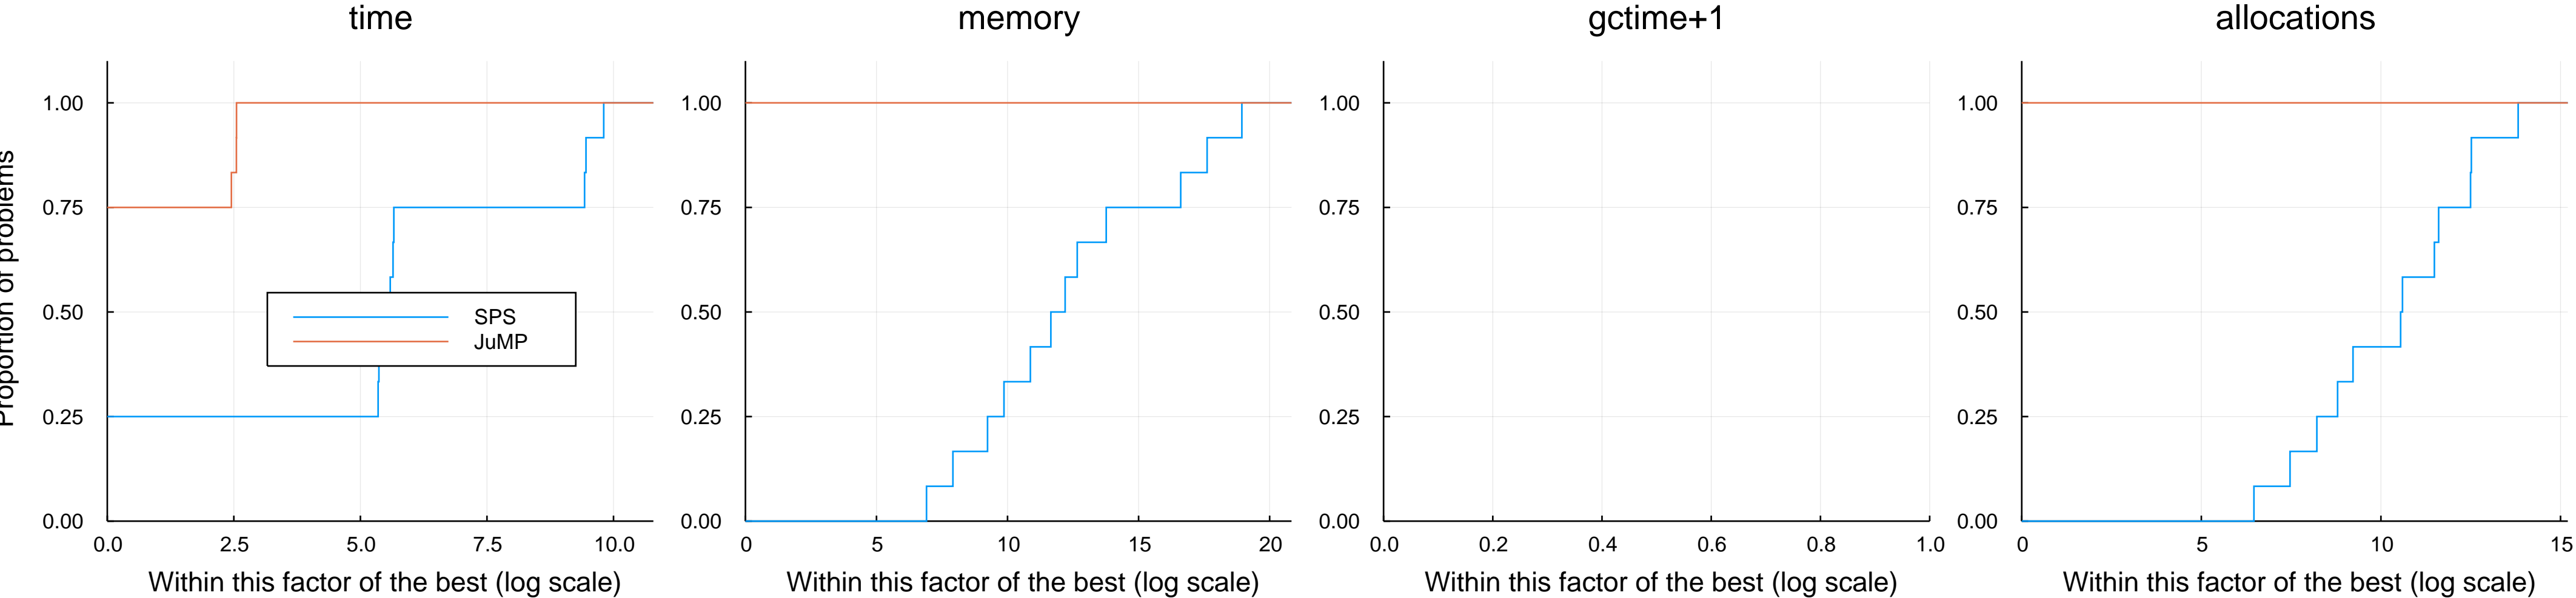 time
memory
gctime+1
allocations
Proportion of problems
1.00
0.75
0.50
0.25
0.00
SPS
JuMP
0.0 2.5 5.0 7.5 10.0
Within this factor of the best (log scale)
1.00
0.75
0.50
0.25
0.00
0 5 10 15 20
Within this factor of the best (log scale)
1.00
0.75
0.50
0.25
0.00
0.0 0.2 0.4 0.6 0.8 1.0
Within this factor of the best (log scale)
1.00
0.75
0.50
0.25
0.00
0 5 10 15
Within this factor of the best (log scale)